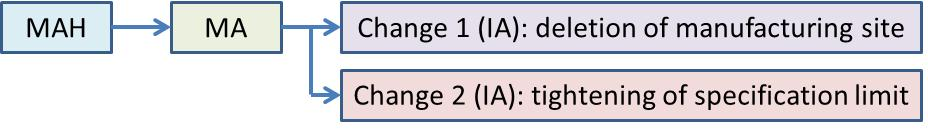 MAH
MA
Change 1 (IA): deletion of manufacturing site
Change 2 (IA): tightening of specification limit